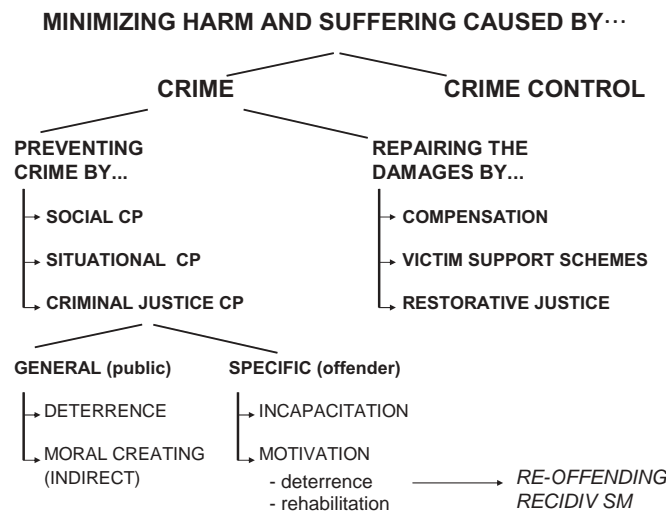 MINIMIZING HARM AND SUFFERING CAUSED BY···
CRIME
CRIME CONTROL
PREVENTING
CRIME BY...
SOCIAL CP
SITUATIONAL CP
CRIMINAL JUSTICE CP
REPAIRING THE
DAMAGES BY...
COMPENSATION
VICTIM SUPPORT SCHEMES
RESTORATIVE JUSTICE
GENERAL (public)
DETERRENCE
MORAL CREATING
(INDIRECT)
SPECIFIC (offender)
INCAPACITATION
MOTIVATION
- deterrence
- rehabilitation
RE-OFFENDING
RECIDIV SM